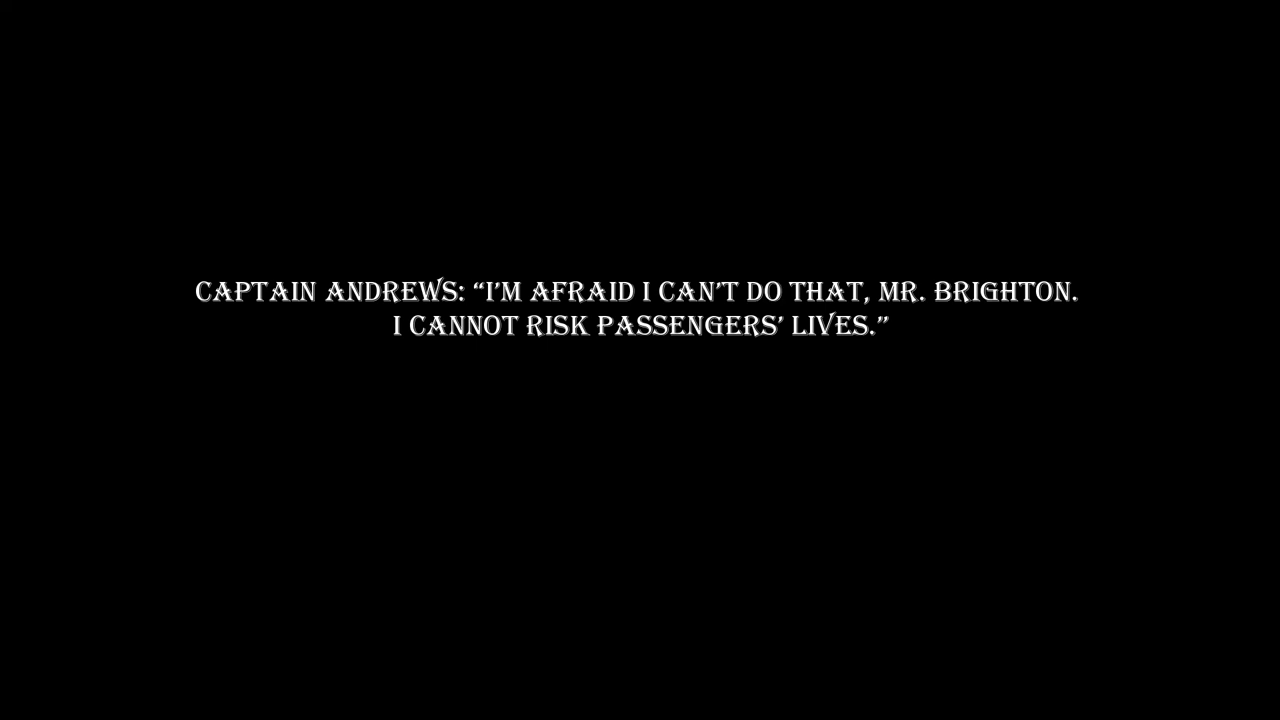 CAPTAIN ANDREWS: “I’M AFRAID I CAN’T DO THAT, MR. BRIGHTON.
I CANNOT RISK PASSENGERS’ LIVES.”